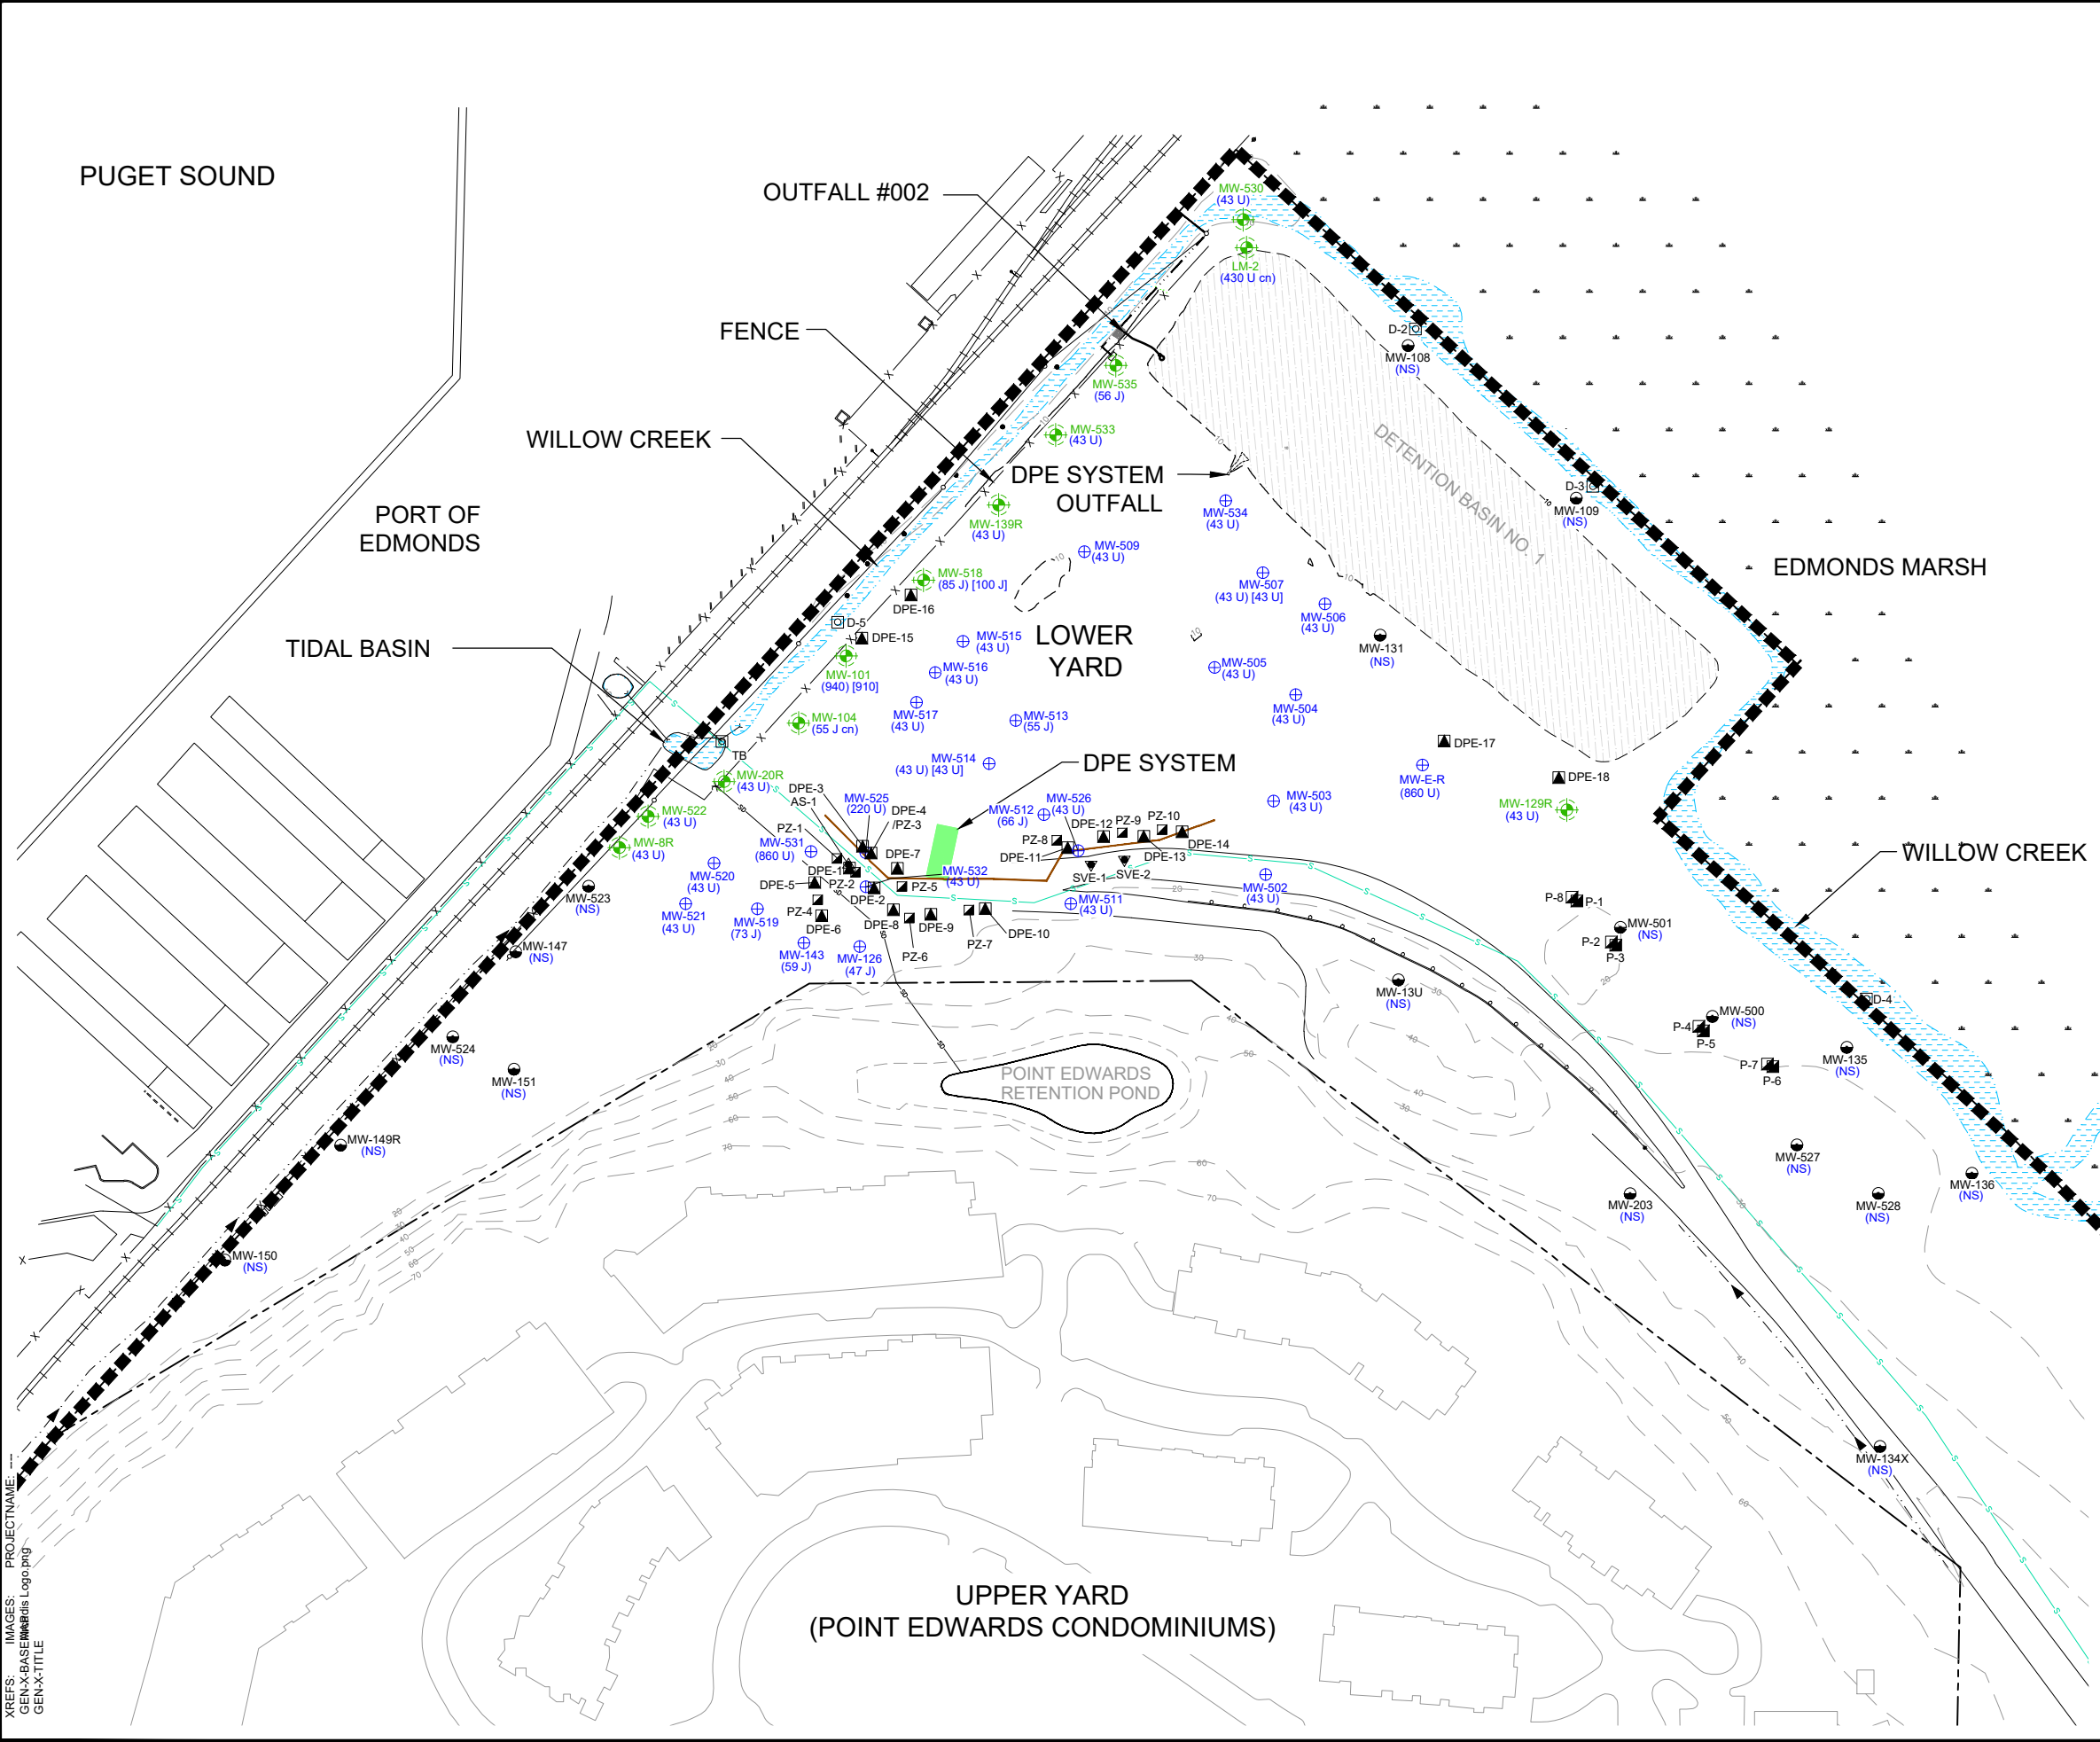 PUGET SOUND
OUTFALL #002
MW-530
(43 U)
LM-2
(430 U cn)
FENCE
D-2
MW-108
(NS)
MW-535
(56 J)
WILLOW CREEK
MW-533
(43 U)
DETENTION BASIN NO. 1
DPE SYSTEM
OUTFALL
PORT OF
EDMONDS
D-3
MW-109
(NS)
MW-534
(43 U)
MW-139R
(43 U)
MW-509
(43 U)
EDMONDS MARSH
MW-518
(85 J) [100 J]
DPE-16
MW-507
(43 U) [43 U]
MW-506
(43 U)
D-5
DPE-15
TIDAL BASIN
LOWER
YARD
MW-131
(NS)
MW-515
(43 U)
MW-101
(940) [910]
MW-516
(43 U)
MW-505
(43 U)
MW-517
(43 U)
MW-104
(55 J cn)
MW-513
(55 J)
MW-504
(43 U)
TB
MW-514
(43 U) [43 U]
DPE SYSTEM
DPE-17
MW-E-R
(860 U)
DPE-18
MW-20R
(43 U)
DPE-3
AS-1
MW-525
(220 U)
DPE-4
/PZ-3
MW-512
(66 J)
MW-526
(43 U)
MW-503
(43 U)
MW-129R
(43 U)
MW-522
(43 U)
PZ-1
MW-531
(860 U)
DPE-12
PZ-9
PZ-10
PZ-8
DPE-11
DPE-13
DPE-14
MW-8R
(43 U)
DPE-7
WILLOW CREEK
MW-520
(43 U)
DPE-1
DPE-5
PZ-2
PZ-5
MW-532
(43 U)
SVE-1
SVE-2
MW-502
(43 U)
MW-523
(NS)
MW-521
(43 U)
MW-519
(73 J)
PZ-4
DPE-6
DPE-2
DPE-8
DPE-9
MW-511
(43 U)
P-8
P-1
MW-501
(NS)
PZ-6
PZ-7
DPE-10
P-2
P-3
MW-147
(NS)
MW-143
(59 J)
MW-126
(47 J)
MW-13U
(NS)
D-4
MW-500
(NS)
P-4
P-5
MW-524
(NS)
MW-151
(NS)
POINT EDWARDS
RETENTION POND
P-7
P-6
MW-135
(NS)
MW-149R
(NS)
MW-527
(NS)
MW-136
(NS)
MW-203
(NS)
MW-528
(NS)
MW-150
(NS)
MW-134X
(NS)
UPPER YARD
(POINT EDWARDS CONDOMINIUMS)
XREFS: IMAGES: PROJECTNAME: ---
GEN-X-TITLE